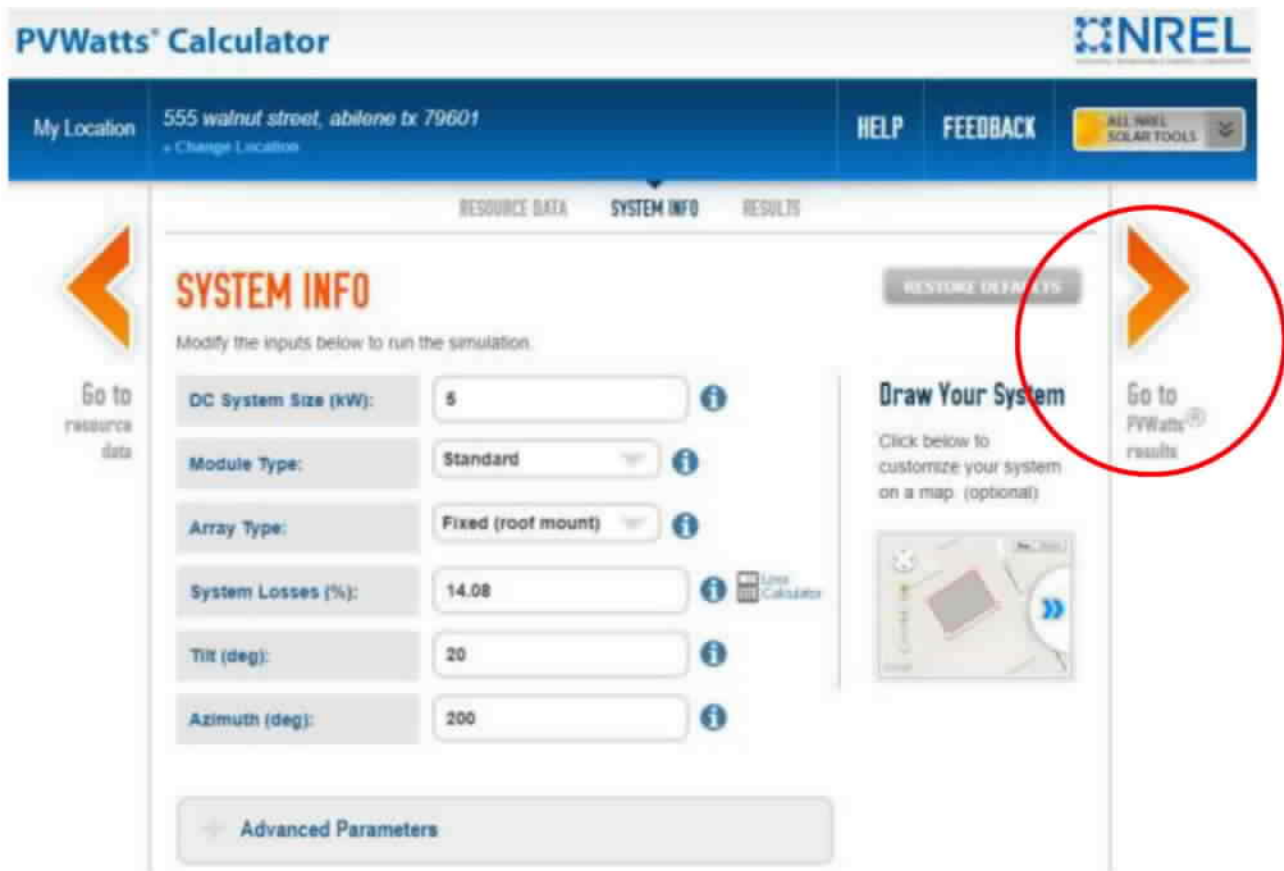 PVWatts® Calculator
NREL
My Location
555 walnut street, abilene tx 79601
» Change Location
HELP
FEEDBACK
ALL NREL
SOLAR TOOLS
RESOURCE DATA
SYSTEM INFO
RESULTS
SYSTEM INFO
RESTORE DEFAULTS
Modify the inputs below to run the simulation.
Go to
resource
data
DC System Size (kW):
5
Module Type:
Standard
Array Type:
Fixed (roof mount)
System Losses (%):
14.08
Loss
Calculator
Tilt (deg):
20
Azimuth (deg):
200
Advanced Parameters
Draw Your System
Click below to
customize your system
on a map. (optional)
Go to
PVWatts®
results